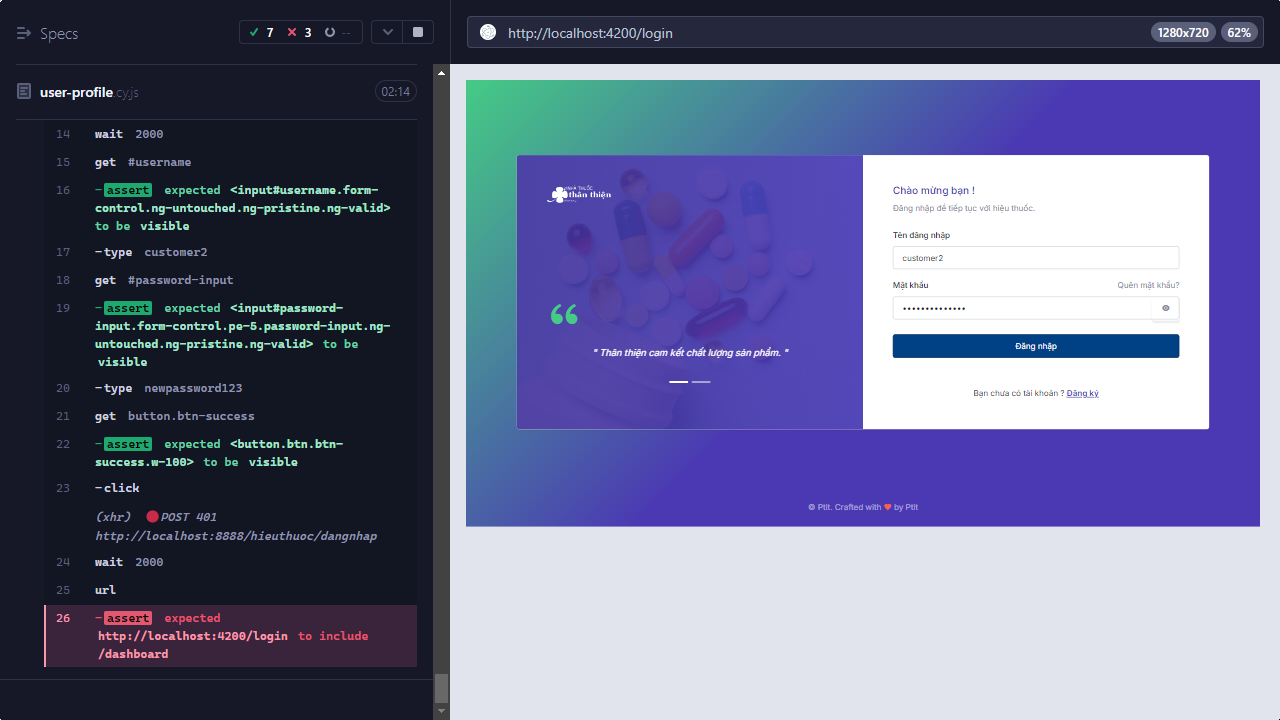 Specs
7
3
--
user-profile.cy.js
02:14
14 wait 2000
15 get #username
16 -assert expected <input#username.form-
control.ng-untouched.ng-pristine.ng-valid>
to be visible
17 -type customer2
18 get #password-input
19 -assert expected <input#password-
input.form-control.pe-5.password-input.ng-
untouched.ng-pristine.ng-valid> to be
visible
20 -type newpassword123
21 get button.btn-success
22 -assert expected <button.btn.btn-
success.w-100> to be visible
23 -click
(xhr) POST 401
http://localhost:8888/hieuthuoc/dangnhap
24 wait 2000
25 url
26 -assert expected
http://localhost:4200/login to include
/dashboard
http://localhost:4200/login
1280x720
62%
NHÀ THUỐC
thân thiện
" Thân thiện cam kết chất lượng sản phẩm. "
Chào mừng bạn !
Đăng nhập để tiếp tục với hiệu thuốc.
Tên đăng nhập
customer2
Mật khẩu
Quên mật khẩu?
••••••••••••••
Đăng nhập
Bạn chưa có tài khoản ? Đăng ký
© Ptit. Crafted with ❤ by Ptit